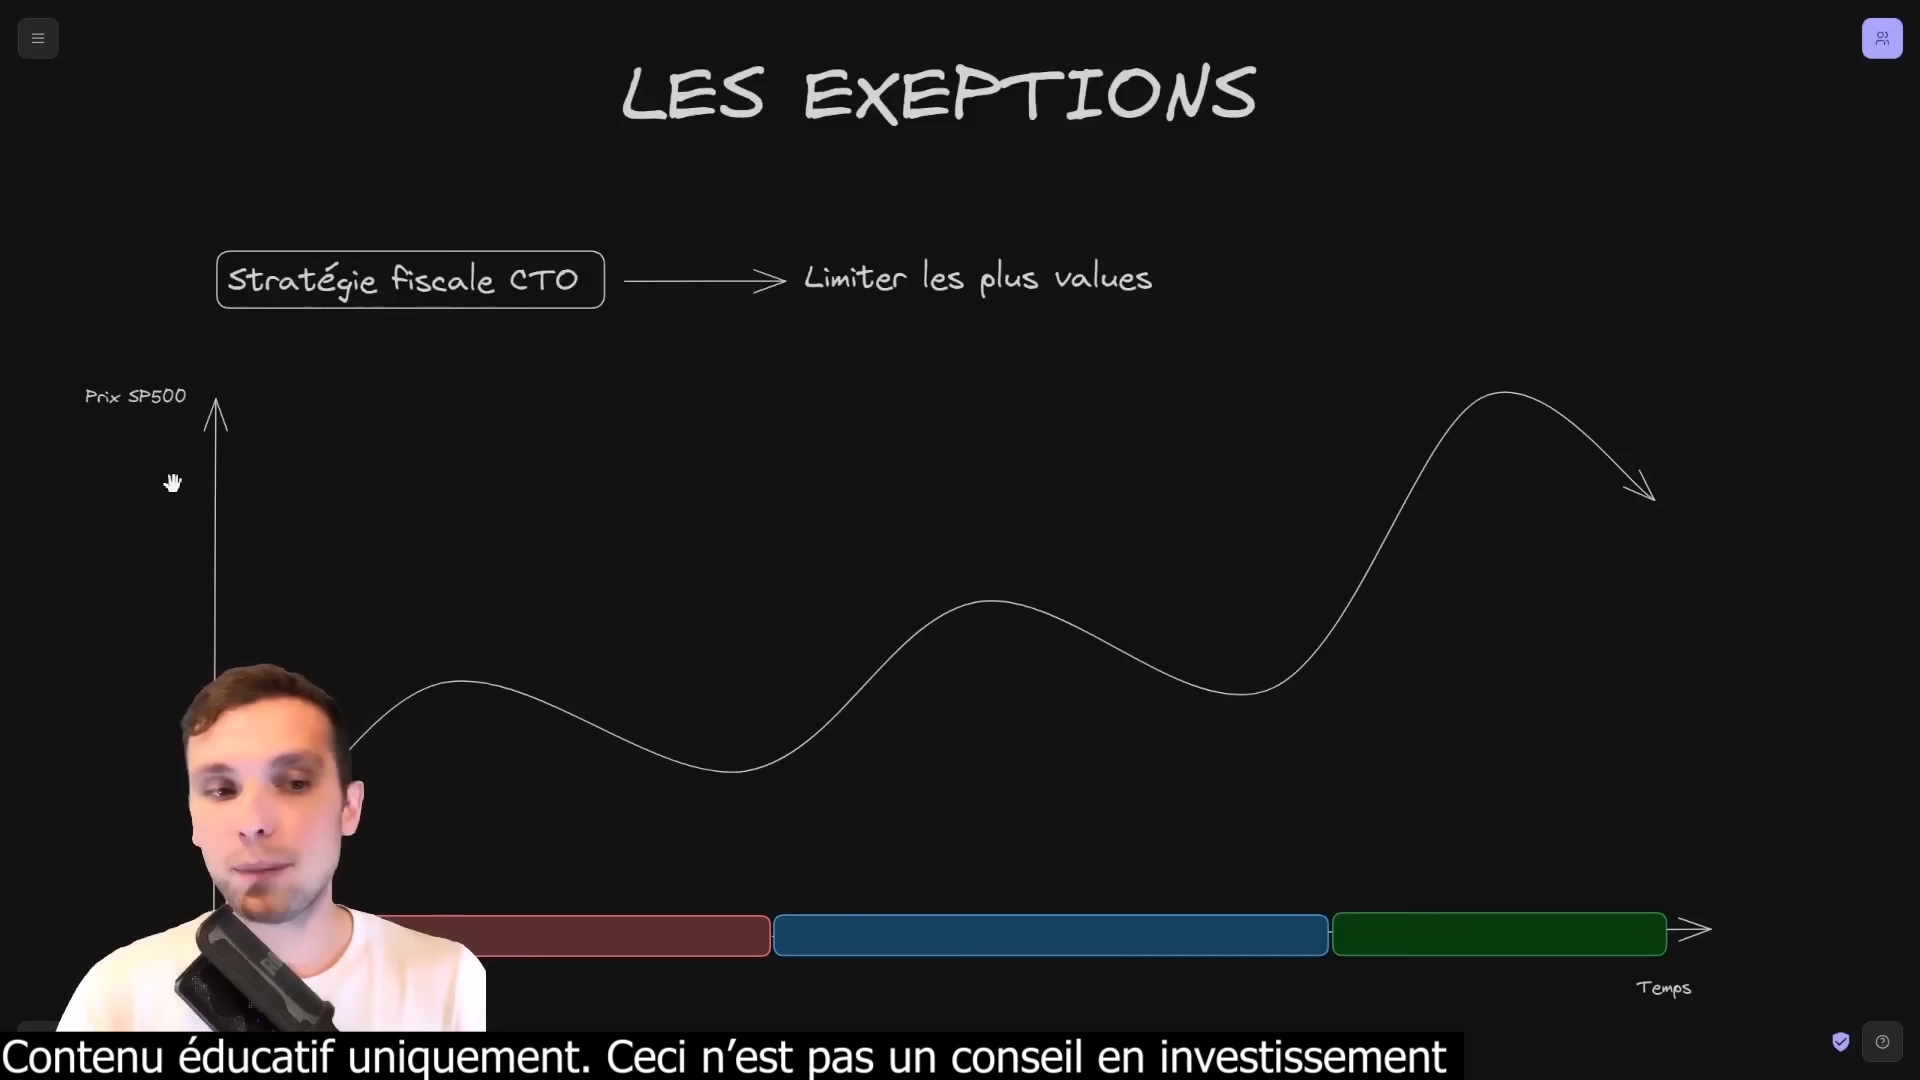 LES EXEPTIONS
Stratégie fiscale CTO
Limiter les plus values
Prix SP500
Temps
Contenu éducatif uniquement. Ceci n’est pas un conseil en investissement